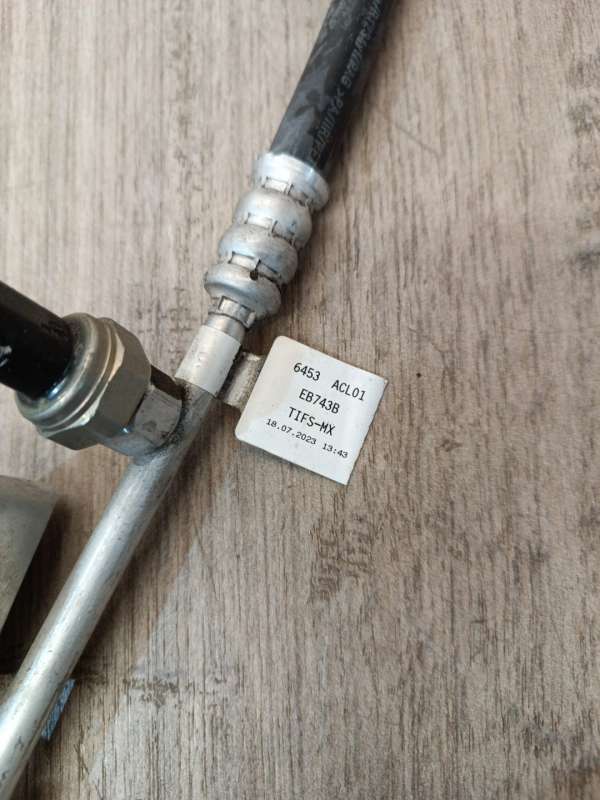 6453 ACL01
EB743B
TIFS-MX
18.07.2023 13:43